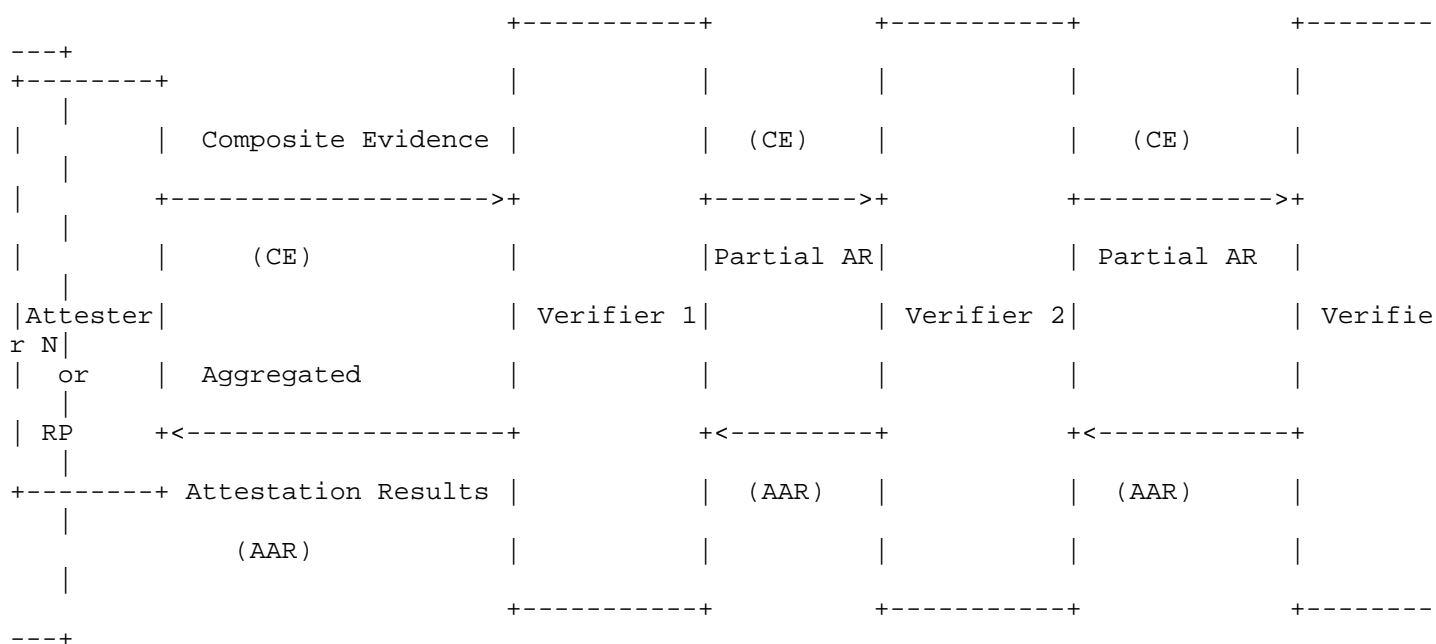 +-----------+          +-----------+             +--------
---+
+--------+                     |           |          |           |             |
   |
|        |  Composite Evidence |           |  (CE)    |           |   (CE)      |
   |
|        +-------------------->+           +--------->+           +------------>+
   |
|        |     (CE)            |           |Partial AR|           | Partial AR  |
   |
|Attester|                     | Verifier 1|          | Verifier 2|             | Verifie
r N|
|  or    |  Aggregated         |           |          |           |             |
   |
| RP     +<--------------------+           +<---------+           +<------------+
   |
+--------+ Attestation Results |           |  (AAR)   |           |  (AAR)      |
   |
              (AAR)            |           |          |           |             |
   |
                               +-----------+          +-----------+             +--------
---+